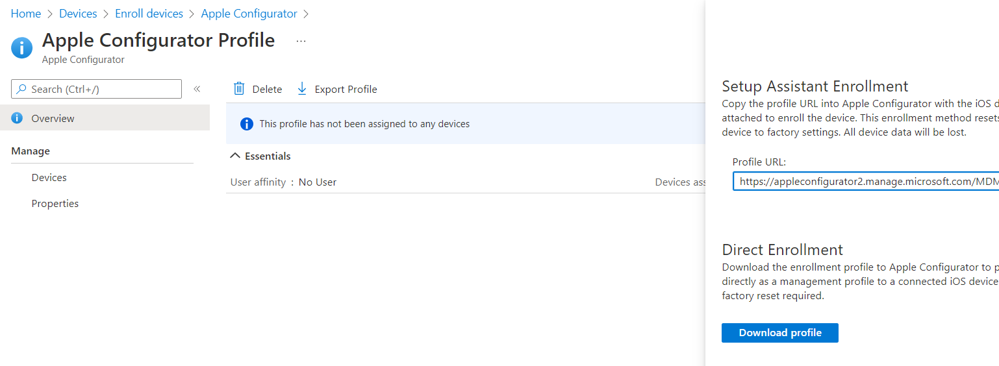 Home > Devices > Enroll devices > Apple Configurator >
Apple Configurator Profile ...
Apple Configurator
Search (Ctrl+/)
«
Overview
Manage
Devices
Properties
Delete
Export Profile
This profile has not been assigned to any devices
Essentials
User affinity : No User
Devices ass
Setup Assistant Enrollment
Copy the profile URL into Apple Configurator with the iOS d
attached to enroll the device. This enrollment method resets
device to factory settings. All device data will be lost.
Profile URL:
https://appleconfigurator2.manage.microsoft.com/MDM
Direct Enrollment
Download the enrollment profile to Apple Configurator to p
directly as a management profile to a connected iOS device
factory reset required.
Download profile